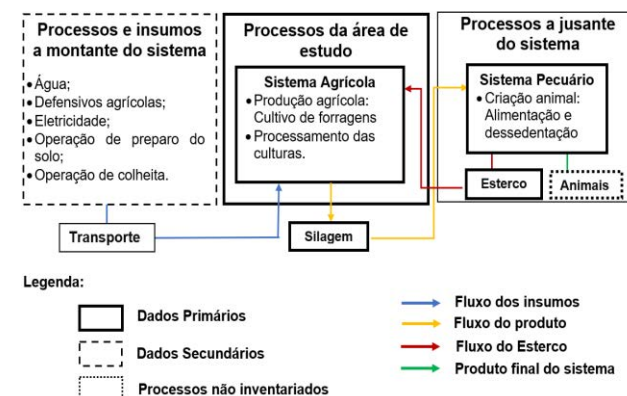 Processos e insumos
a montante do sistema
•Água;
•Defensivos agrícolas;
•Eletricidade;
•Operação de preparo do
solo;
•Operação de colheita.
Transporte
Processos da área de
estudo
Sistema Agrícola
•Produção agrícola:
Cultivo de forragens
•Processamento das
culturas.
Silagem
Processos a jusante
do sistema
Sistema Pecuário
•Criação animal:
Alimentação e
dessedentação
Esterco
Animais
Legenda:
Dados Primários
Dados Secundários
Processos não inventariados
Fluxo dos insumos
Fluxo do produto
Fluxo do Esterco
Produto final do sistema